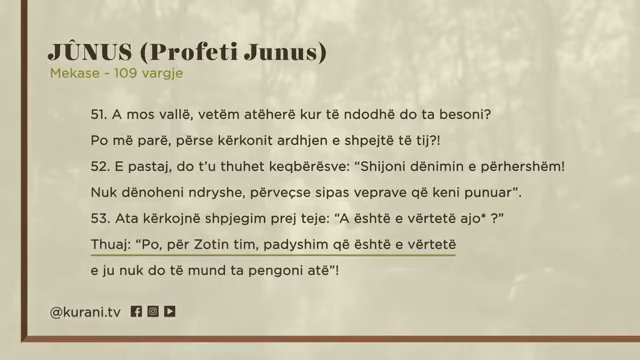 JÛNUS (Profeti Junus)
Mekase - 109 vargje
51. A mos vallë, vetëm atëherë kur të ndodhë do ta besoni?
Po më parë, përse kërkonit ardhjen e shpejtë të tij?!
52. E pastaj, do t’u thuhet keqbërësve: “Shijoni dënimin e përhershëm!
Nuk dënoheni ndryshe, përveçse sipas veprave që keni punuar”.
53. Ata kërkojnë shpjegim prej teje: “A është e vërtetë ajo* ?”
Thuaj: “Po, për Zotin tim, padyshim që është e vërtetë
e ju nuk do të mund ta pengoni atë”!
@kurani.tv